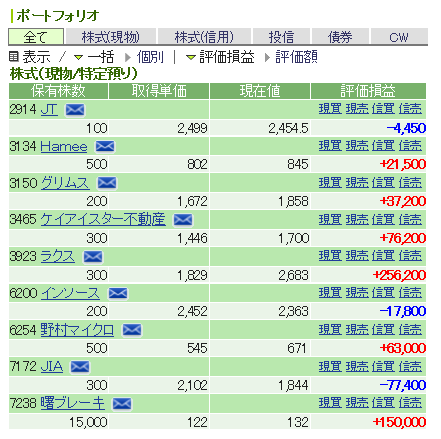 ポートフォリオ
全て 株式(現物) 株式(信用) 投信 債券 CW
表示 / 一括 個別 | 評価損益 評価額
株式(現物/特定預り)
保有株数 取得単価 現在値 評価損益
2914 JT 現買 現売 信買 信売
100 2,499 2,454.5 -4,450
3134 Hamee 現買 現売 信買 信売
500 802 845 +21,500
3150 グリムス 現買 現売 信買 信売
200 1,672 1,858 +37,200
3465 ケイアイスター不動産 現買 現売 信買 信売
300 1,446 1,700 +76,200
3923 ラクス 現買 現売 信買 信売
300 1,829 2,683 +256,200
6200 インソース 現買 現売 信買 信売
200 2,452 2,363 -17,800
6254 野村マイクロ 現買 現売 信買 信売
500 545 671 +63,000
7172 JIA 現買 現売 信買 信売
300 2,102 1,844 -77,400
7238 曙ブレーキ 現買 現売 信買 信売
15,000 122 132 +150,000